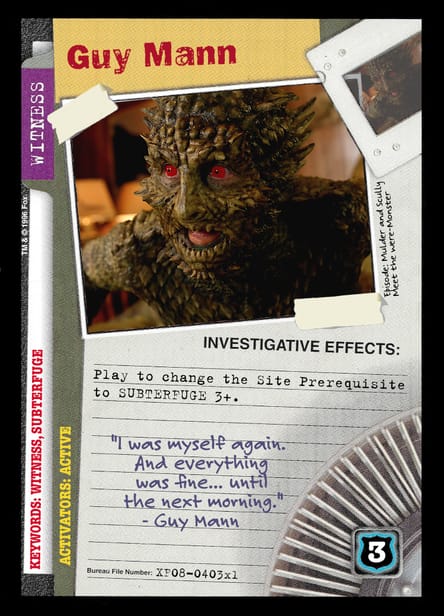 Guy Mann
WITNESS
TM & © 1996 Fox.
Episode: Mulder and Scully
Meet the were-Monster
INVESTIGATIVE EFFECTS:
Play to change the Site Prerequisite
to SUBTERFUGE 3+.
KEYWORDS: WITNESS, SUBTERFUGE
ACTIVATORS: ACTIVE
"I was myself again.
And everything
was fine... until
the next morning."
- Guy Mann
3
Bureau File Number: XF08-0403x1